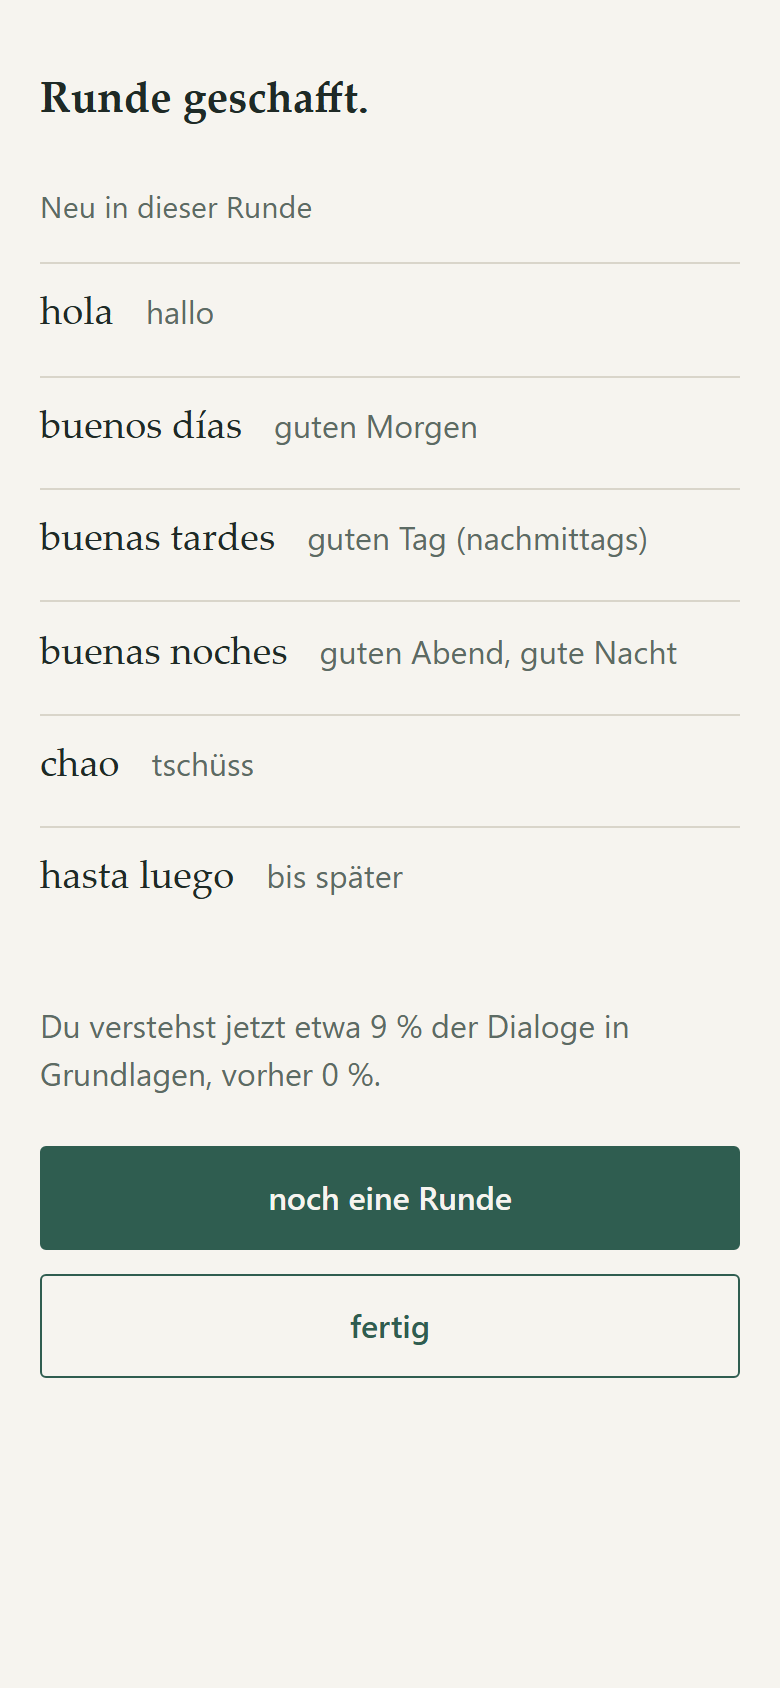 Runde geschafft.
Neu in dieser Runde
hola hallo
buenos días guten Morgen
buenas tardes guten Tag (nachmittags)
buenas noches guten Abend, gute Nacht
chao tschüss
hasta luego bis später
Du verstehst jetzt etwa 9 % der Dialoge in
Grundlagen, vorher 0 %.
noch eine Runde
fertig